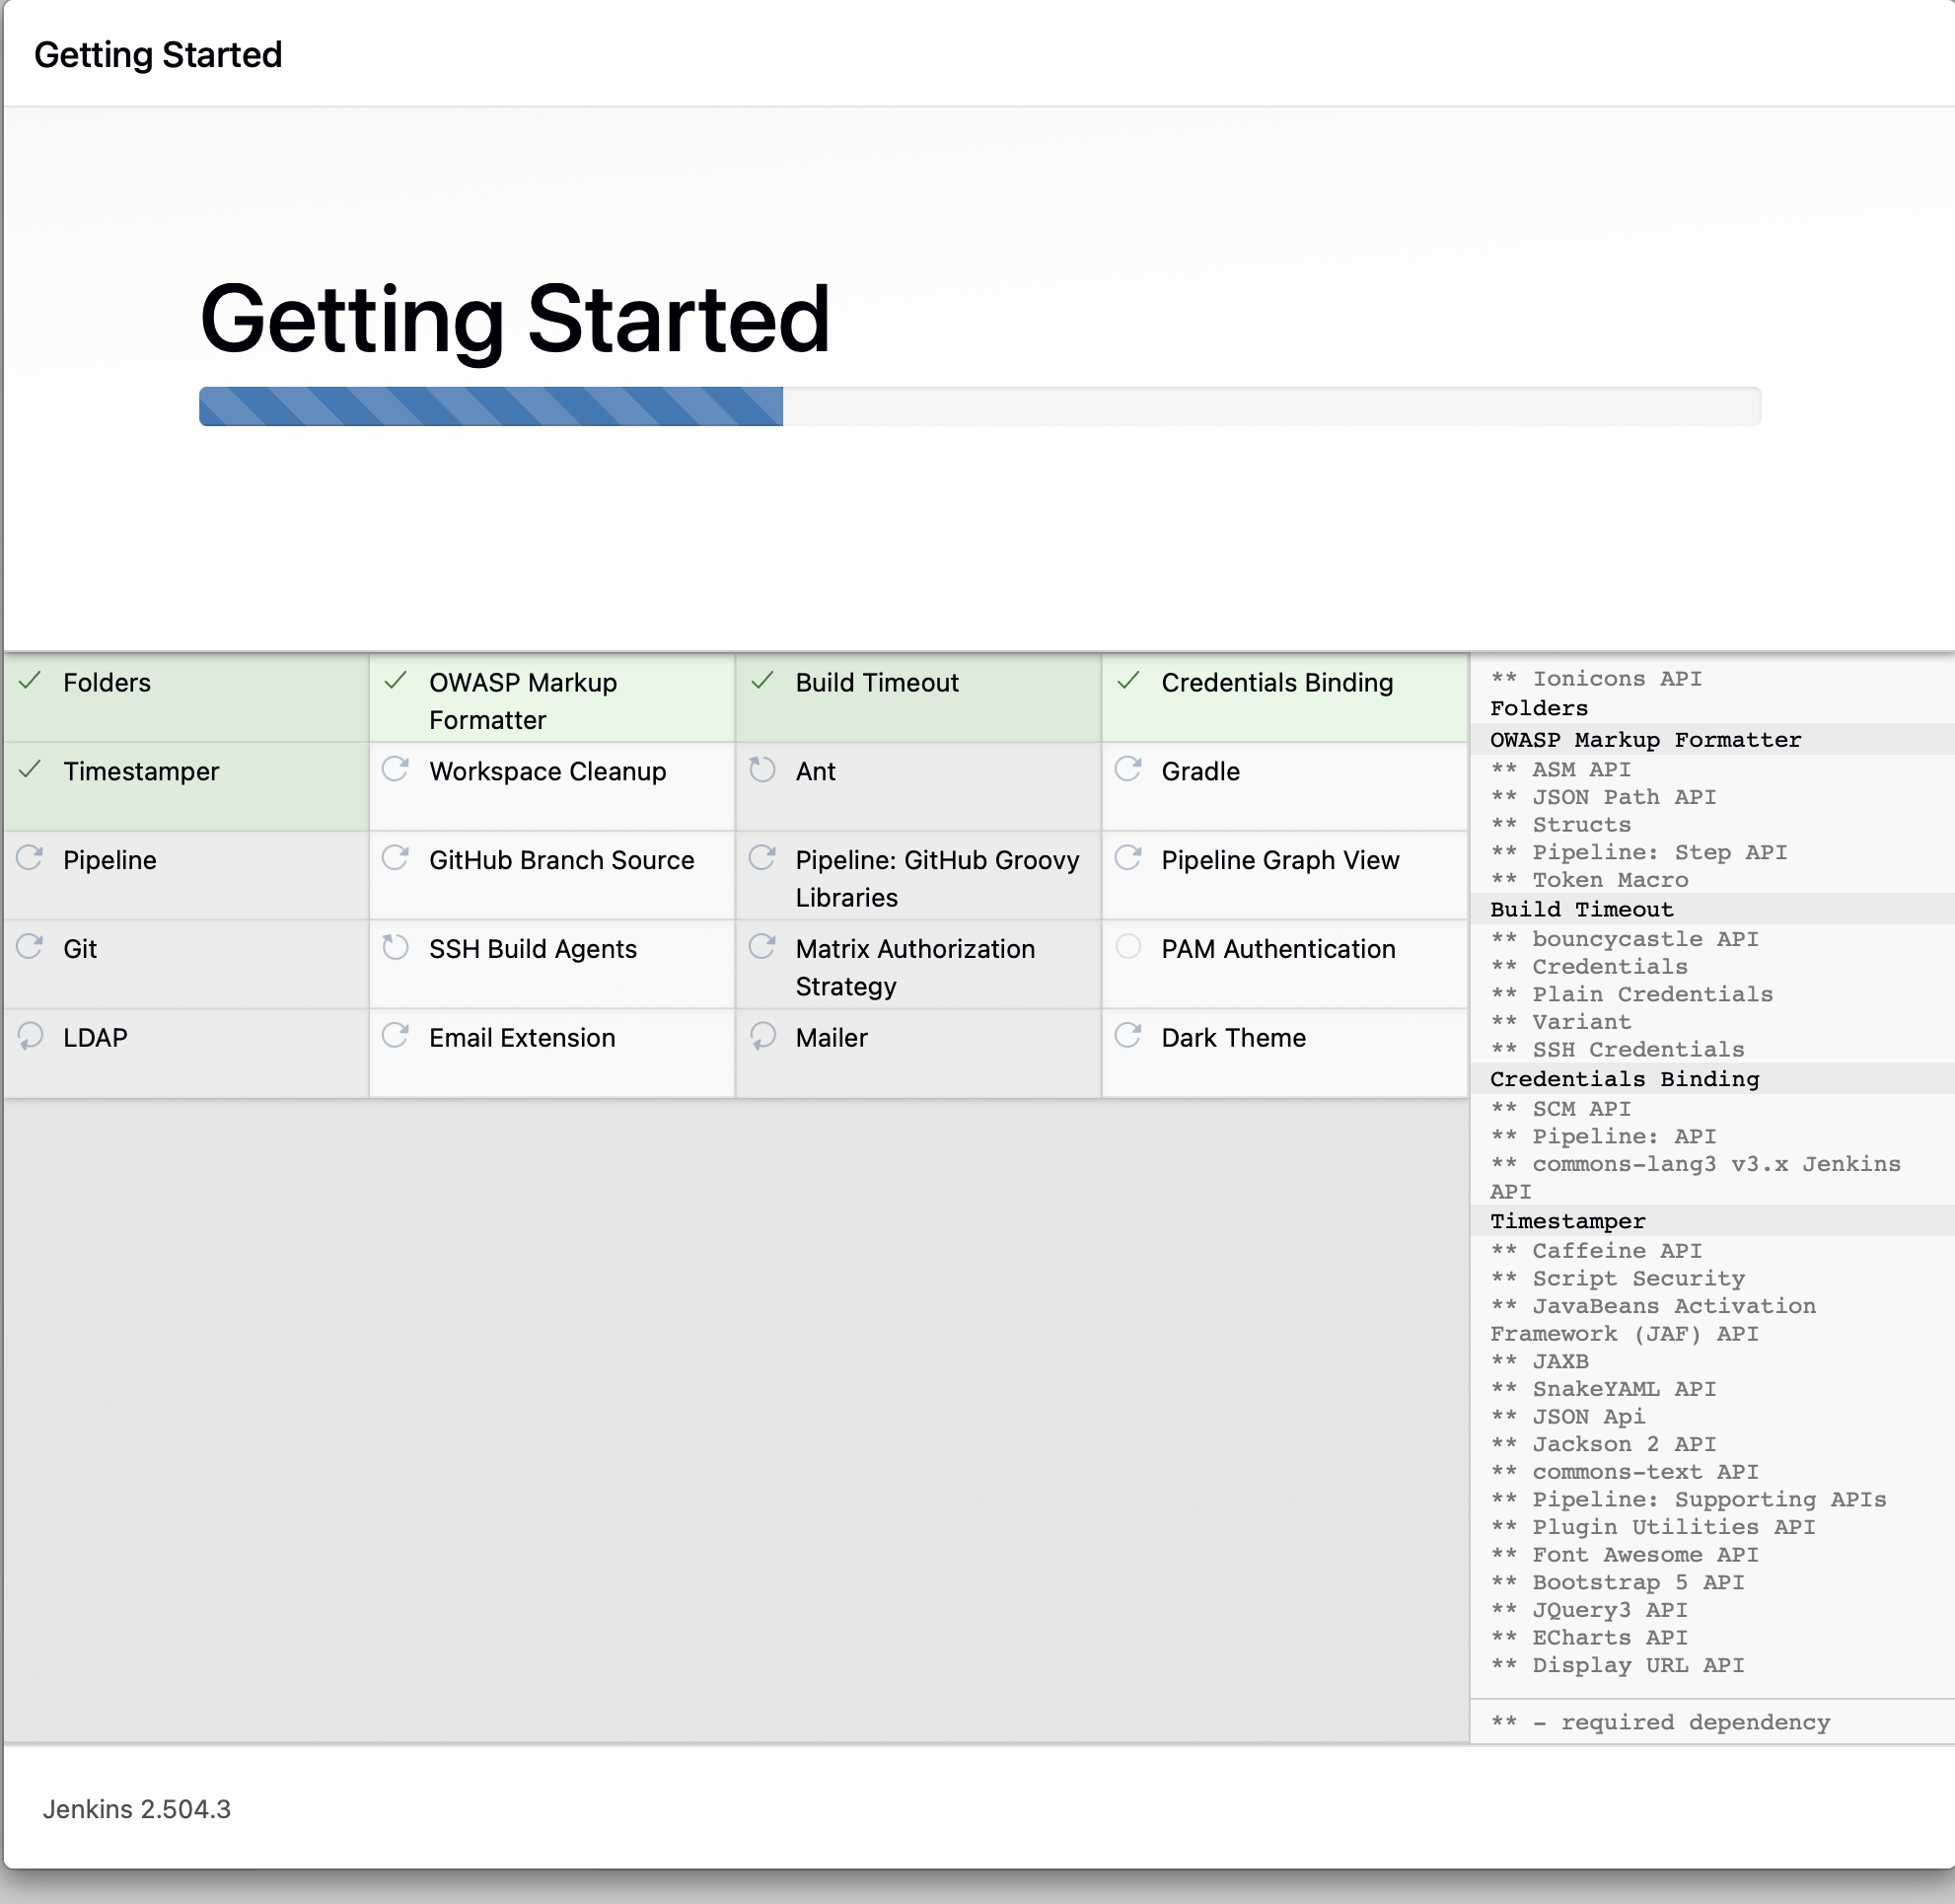 Getting Started
Getting Started
Folders
OWASP Markup
Formatter
Build Timeout
Credentials Binding
Timestamper
Workspace Cleanup
Ant
Gradle
Pipeline
GitHub Branch Source
Pipeline: GitHub Groovy
Libraries
Pipeline Graph View
Git
SSH Build Agents
Matrix Authorization
Strategy
PAM Authentication
LDAP
Email Extension
Mailer
Dark Theme
** Ionicons API
Folders
OWASP Markup Formatter
** ASM API
** JSON Path API
** Structs
** Pipeline: Step API
** Token Macro
Build Timeout
** bouncycastle API
** Credentials
** Plain Credentials
** Variant
** SSH Credentials
Credentials Binding
** SCM API
** Pipeline: API
** commons-lang3 v3.x Jenkins
API
Timestamper
** Caffeine API
** Script Security
** JavaBeans Activation
Framework (JAF) API
** JAXB
** SnakeYAML API
** JSON Api
** Jackson 2 API
** commons-text API
** Pipeline: Supporting APIs
** Plugin Utilities API
** Font Awesome API
** Bootstrap 5 API
** JQuery3 API
** ECharts API
** Display URL API
** - required dependency
Jenkins 2.504.3